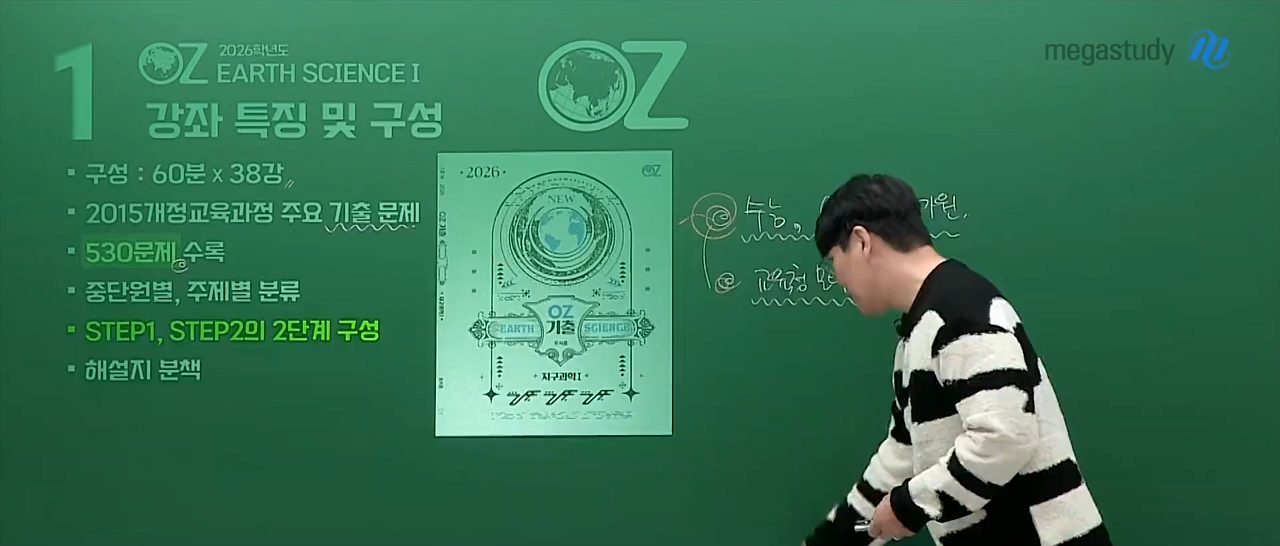 1
OZ 2026학년도
EARTH SCIENCE I
강좌 특징 및 구성
구성 : 60분 x 38강
2015개정교육과정 주요 기출 문제
530문제 수록
중단원별, 주제별 분류
STEP1, STEP2의 2단계 구성
해설지 분책
OZ
2026
OZ
NEW
OZ
EARTH 기출 SCIENCE
지구과학 I
수능, 가원.
교육청 모
megastudy